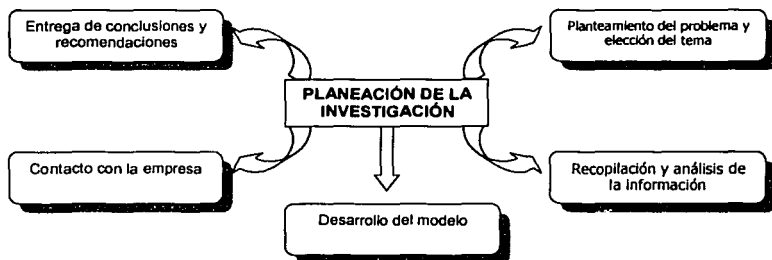 Entrega de conclusiones y
recomendaciones
Planteamiento del problema y
elección del tema
PLANEACIÓN DE LA
INVESTIGACIÓN
Contacto con la empresa
Recopilación y análisis de
la información
Desarrollo del modelo